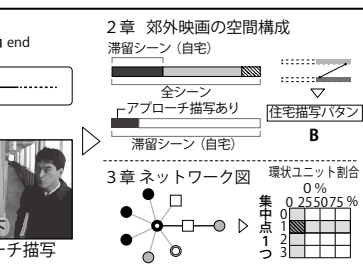 end
２章 郊外映画の空間構成
滞留シーン（自宅）
全シーン
アプローチ描写あり
滞留シーン（自宅）
住宅描写パタン
B
ーチ描写
３章 ネットワーク図
環状ユニット割合
0 %
0 25 50 75 %
集中点1つ
0
1
2
3